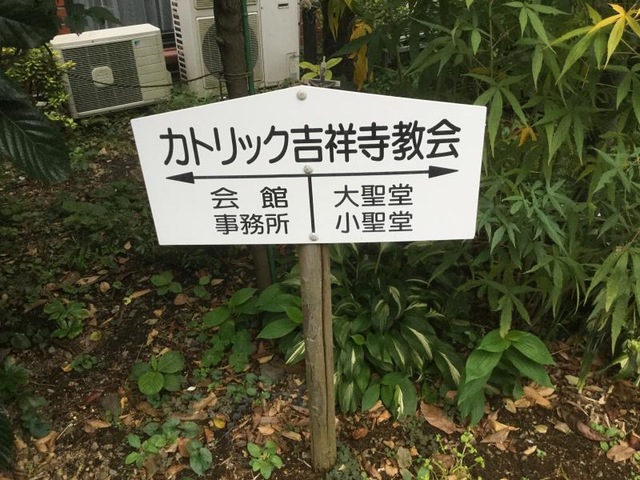 カトリック吉祥寺教会
会館 大聖堂
事務所 小聖堂